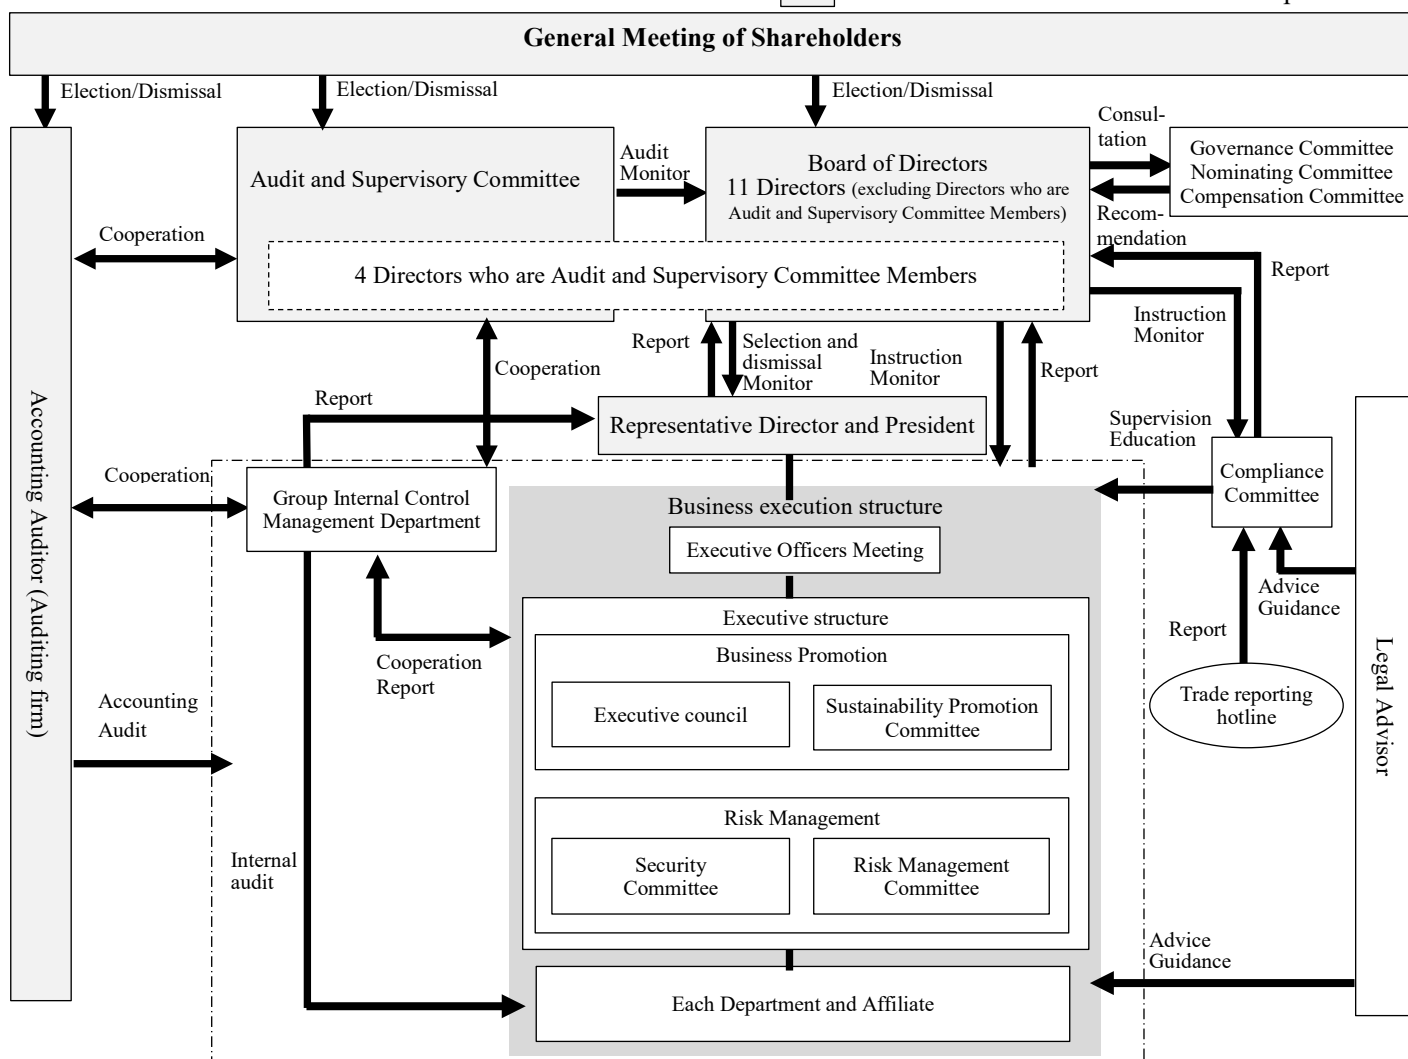 General Meeting of Shareholders
Election/Dismissal
Election/Dismissal
Election/Dismissal
Consul-
tation
Audit and Supervisory Committee
Audit
Monitor
Board of Directors
11 Directors (excluding Directors who are
Audit and Supervisory Committee Members)
Governance Committee
Nominating Committee
Compensation Committee
Recom-
mendation
Cooperation
4 Directors who are Audit and Supervisory Committee Members
Report
Instruction
Monitor
Report
Selection and
dismissal
Monitor
Instruction
Monitor
Report
Cooperation
Report
Representative Director and President
Supervision
Education
Accounting Auditor (Auditing firm)
Cooperation
Group Internal Control
Management Department
Compliance
Committee
Business execution structure
Executive Officers Meeting
Advice
Guidance
Executive structure
Report
Business Promotion
Cooperation
Report
Legal Advisor
Executive council
Sustainability Promotion
Committee
Trade reporting
hotline
Accounting
Audit
Risk Management
Internal
audit
Security
Committee
Risk Management
Committee
Advice
Guidance
Each Department and Affiliate